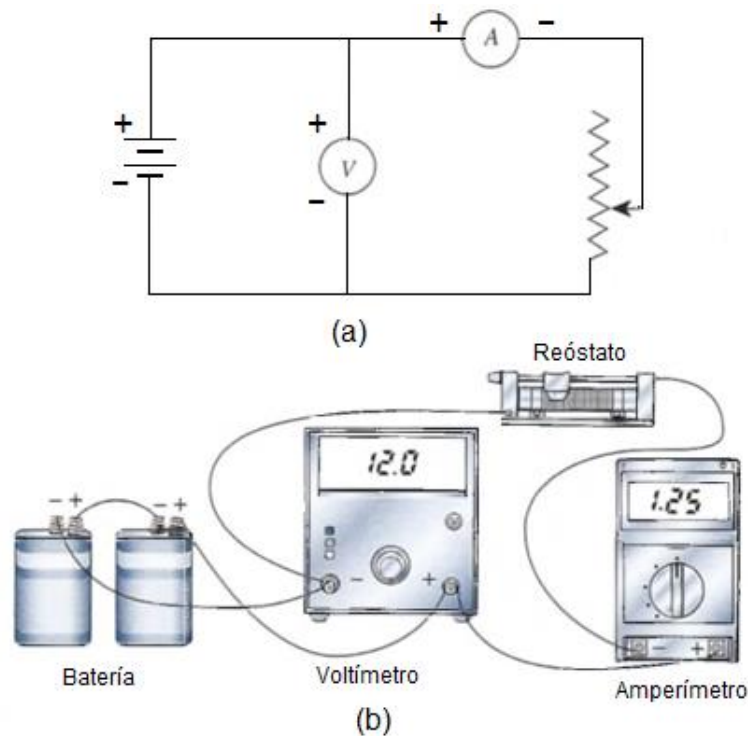 + A −
+ + 
− V
−
(a)
Reóstato
12.0
− + − +
1.25
− +
− +
Batería
Voltímetro
Amperímetro
(b)